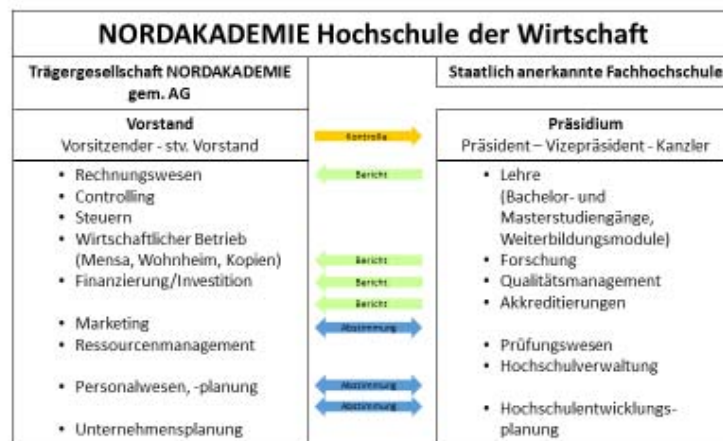 NORDAKADEMIE Hochschule der Wirtschaft
Trägergesellschaft NORDAKADEMIE
gem. AG
Staatlich anerkannte Fachhochschule
Vorstand
Vorsitzender - stv. Vorstand
Kontrolle
Präsidium
Präsident – Vizepräsident - Kanzler
• Rechnungswesen
• Controlling
• Steuern
• Wirtschaftlicher Betrieb
(Mensa, Wohnheim, Kopien)
• Finanzierung/Investition
• Marketing
• Ressourcenmanagement
• Personalwesen, -planung
• Unternehmensplanung
Bericht
Bericht
Bericht
Bericht
Abstimmung
Abstimmung
Abstimmung
• Lehre
(Bachelor- und
Masterstudiengänge,
Weiterbildungsmodule)
• Forschung
• Qualitätsmanagement
• Akkreditierungen
• Prüfungswesen
• Hochschulverwaltung
• Hochschulentwicklungs-
planung